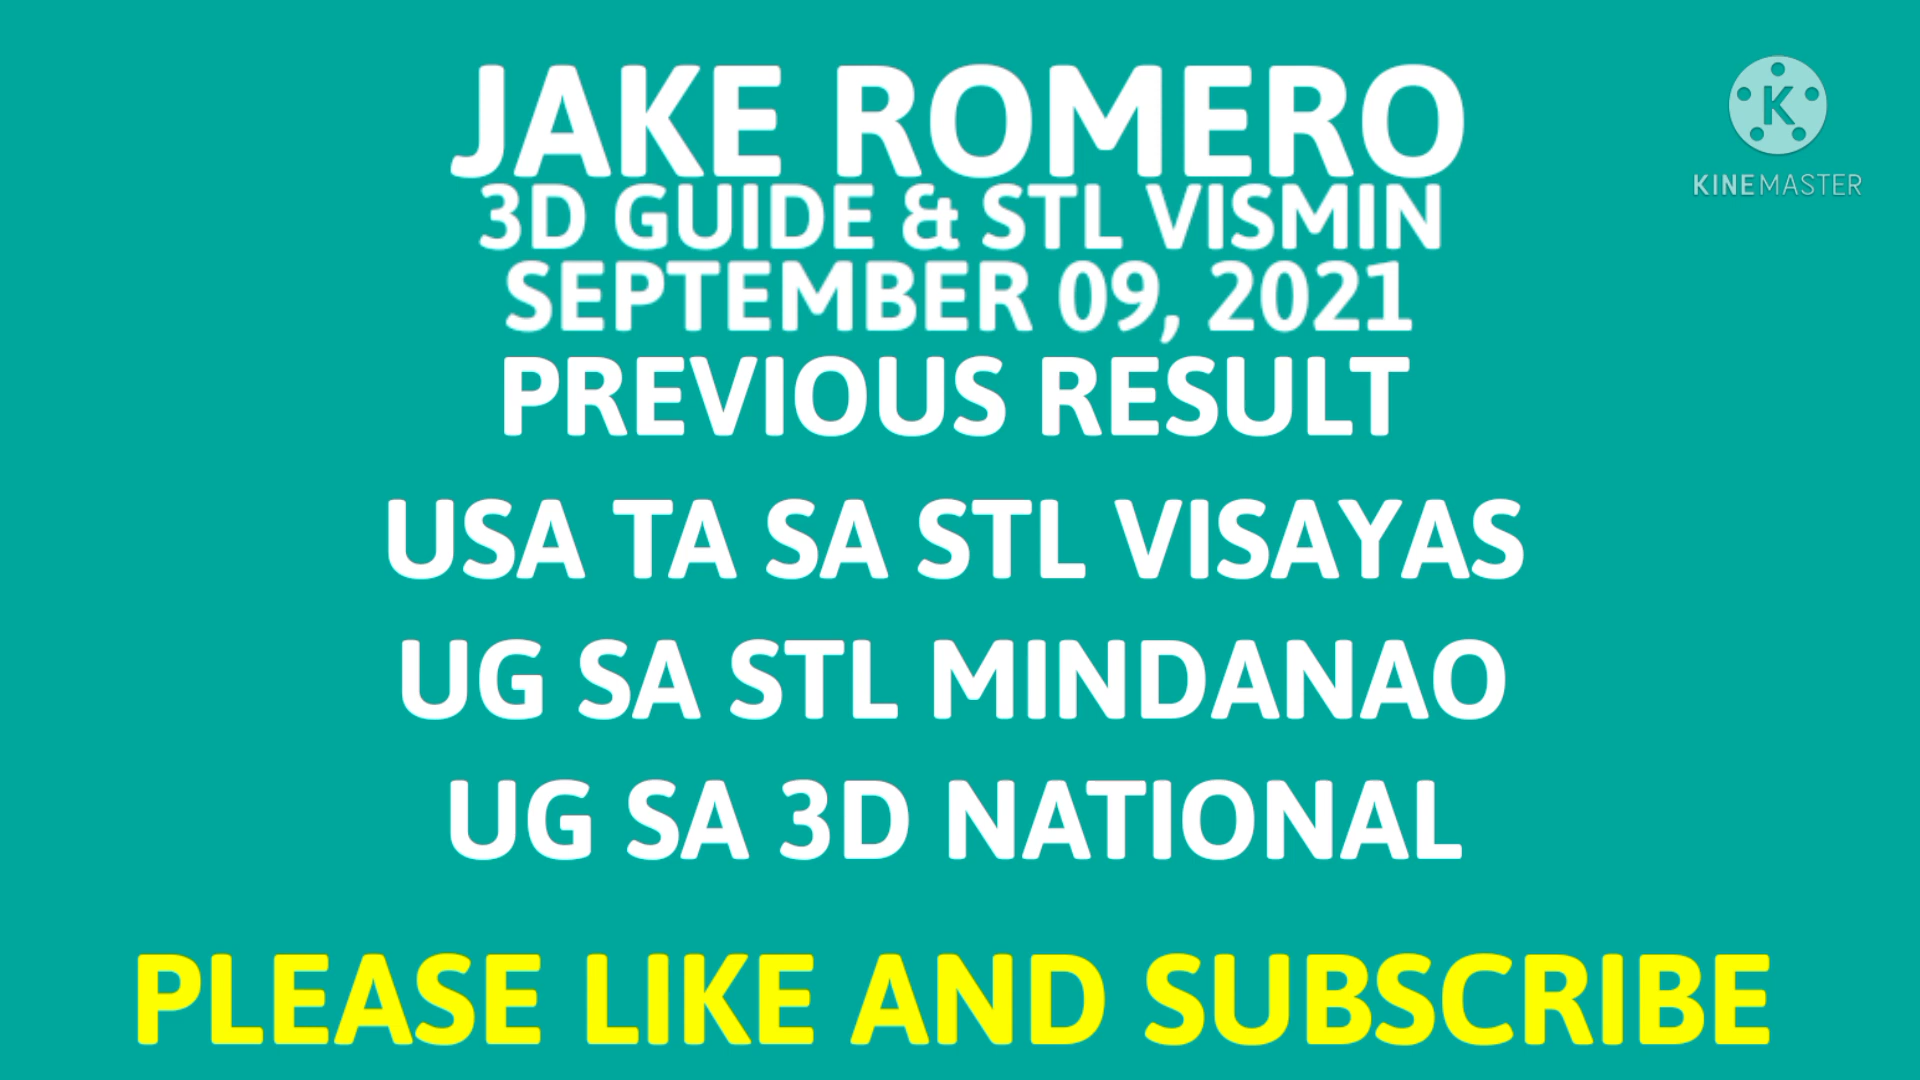 JAKE ROMERO
3D GUIDE & STL VISMIN
SEPTEMBER 09, 2021
PREVIOUS RESULT
USA TA SA STL VISAYAS
UG SA STL MINDANAO
UG SA 3D NATIONAL
PLEASE LIKE AND SUBSCRIBE
K
KINEMASTER